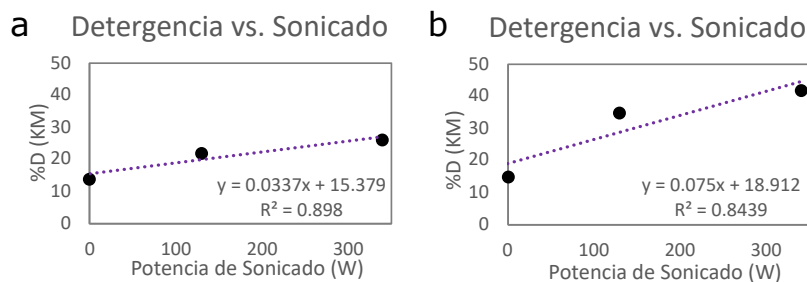 a Detergencia vs. Sonicado
50
40
30
20
10
0
%D (KM)
y = 0.0337x + 15.379
R² = 0.898
0 100 200 300
Potencia de Sonicado (W)
b Detergencia vs. Sonicado
50
40
30
20
10
0
%D (KM)
y = 0.075x + 18.912
R² = 0.8439
0 100 200 300
Potencia de Sonicado (W)